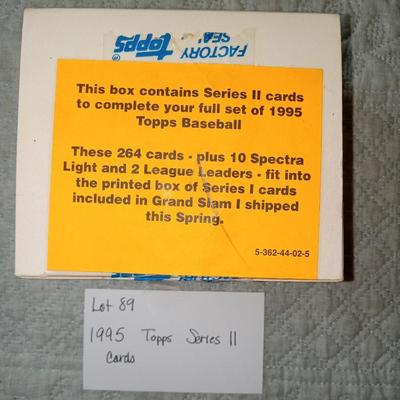 FACTORY
SEA'
topps®
This box contains Series II cards
to complete your full set of 1995
Topps Baseball
These 264 cards - plus 10 Spectra
Light and 2 League Leaders - fit into
the printed box of Series I cards
included in Grand Slam I shipped
this Spring.
5-362-44-02-5
Lot 89
1995 Topps Series II
Cards